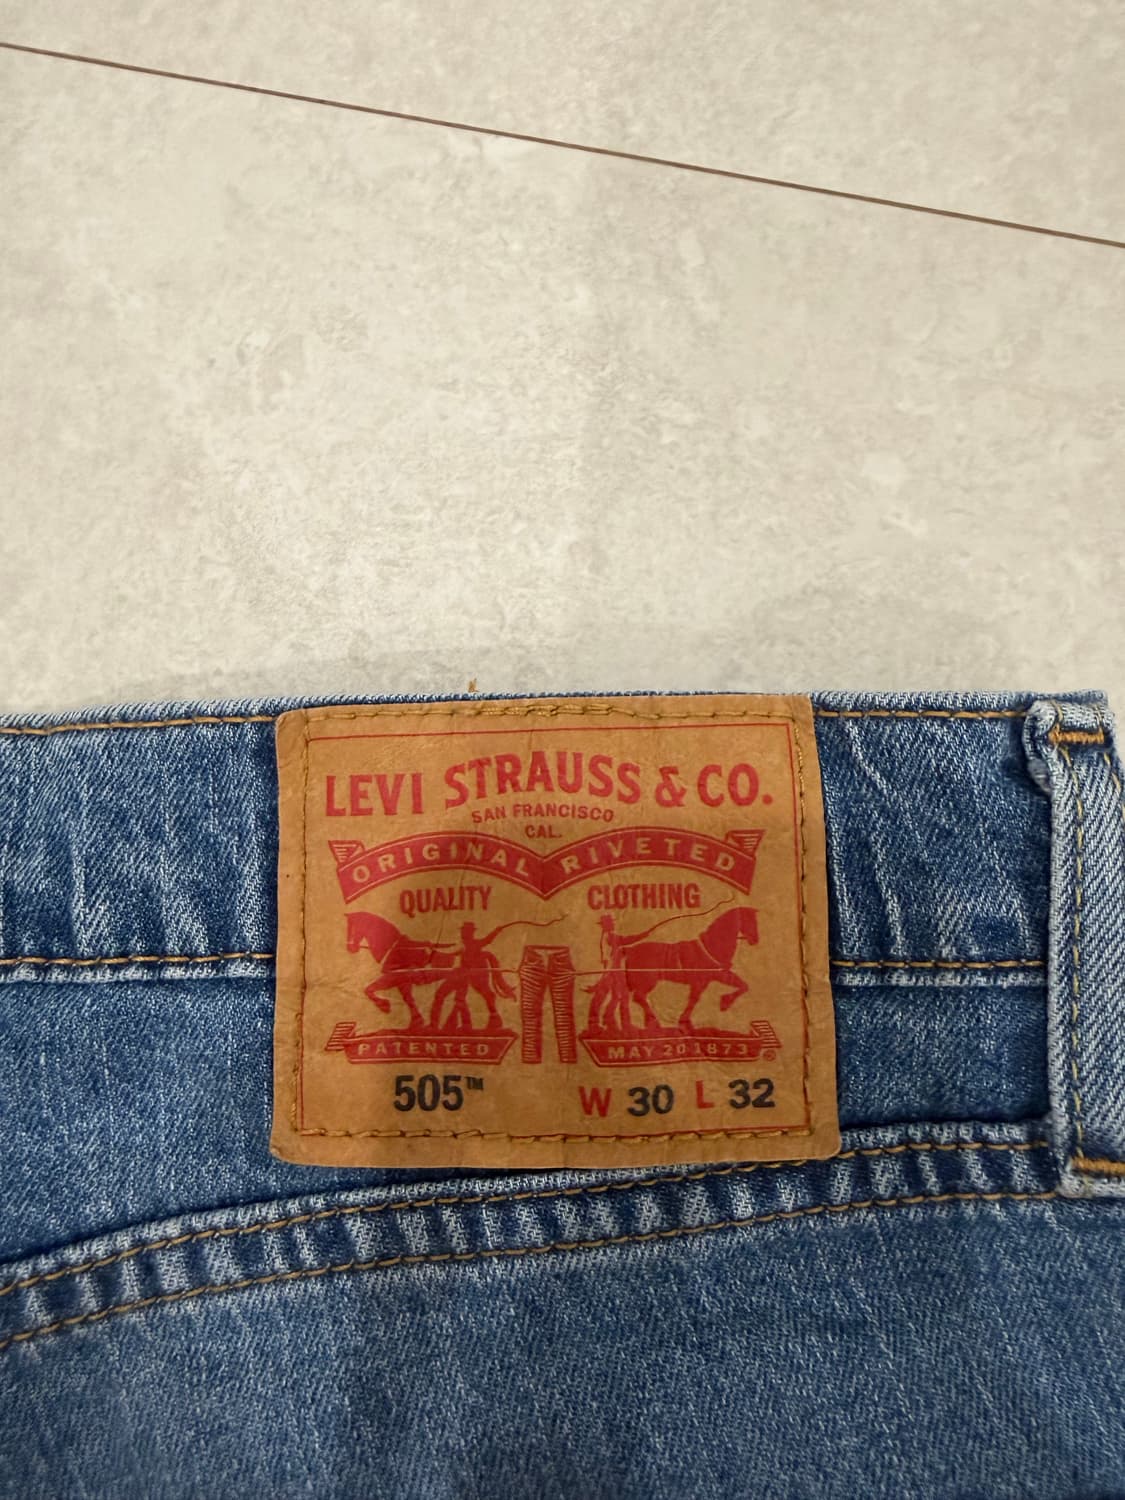 LEVI STRAUSS & CO.
SAN FRANCISCO
CAL.
ORIGINAL RIVETED
QUALITY CLOTHING
PATENTED MAY 20 1873 ®
505™ W 30 L 32